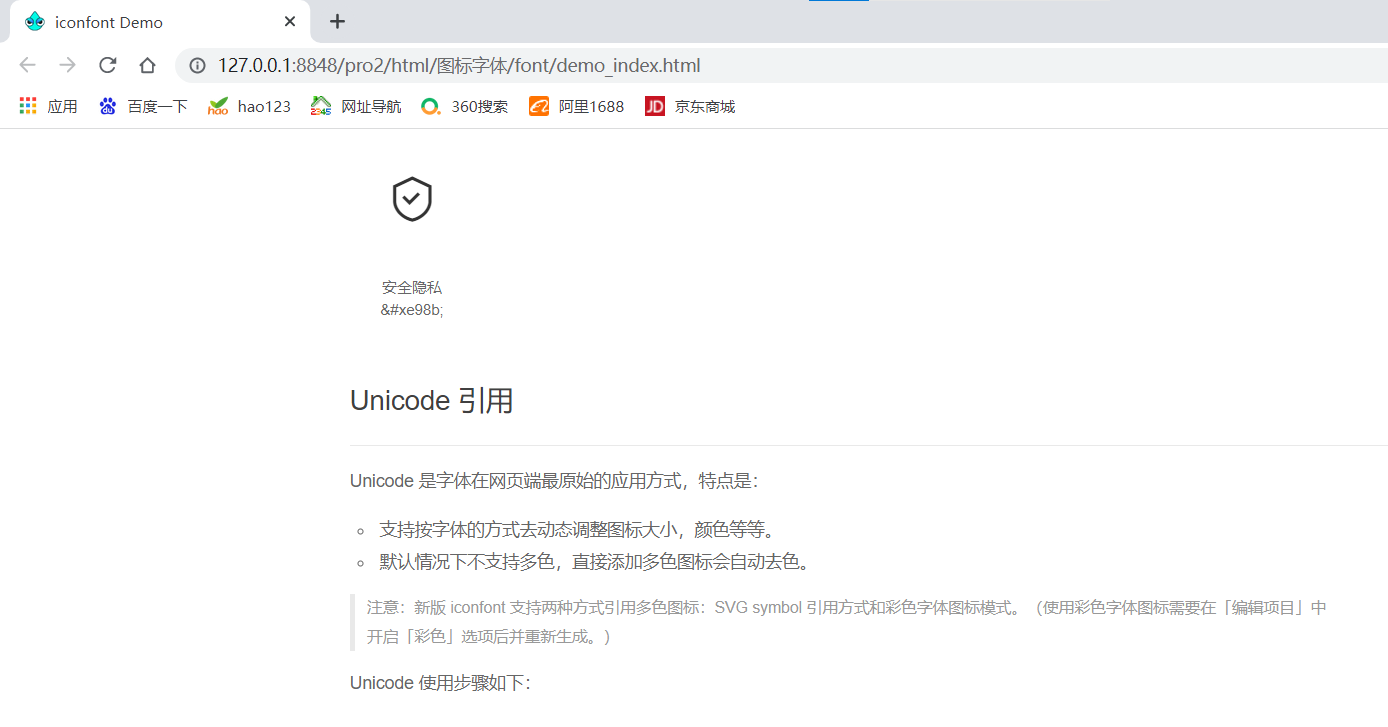 iconfont Demo
127.0.0.1:8848/pro2/html/图标字体/font/demo_index.html
应用 百度一下 hao123 网址导航 360搜索 阿里1688 京东商城
安全隐私
&#xe98b;
Unicode 引用
Unicode 是字体在网页端最原始的应用方式，特点是：
支持按字体的方式去动态调整图标大小，颜色等等。
默认情况下不支持多色，直接添加多色图标会自动去色。
注意：新版 iconfont 支持两种方式引用多色图标：SVG symbol 引用方式和彩色字体图标模式。（使用彩色字体图标需要在「编辑项目」中
开启「彩色」选项后并重新生成。）
Unicode 使用步骤如下：